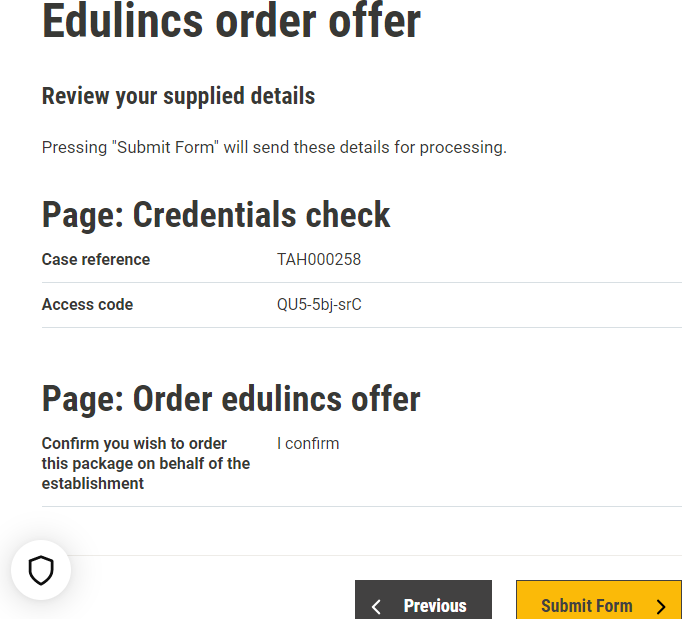 Edulincs order offer
Review your supplied details
Pressing "Submit Form" will send these details for processing.
Page: Credentials check
Case reference TAH000258
Access code QU5-5bj-srC
Page: Order edulincs offer
Confirm you wish to order I confirm
this package on behalf of the
establishment
Previous Submit Form